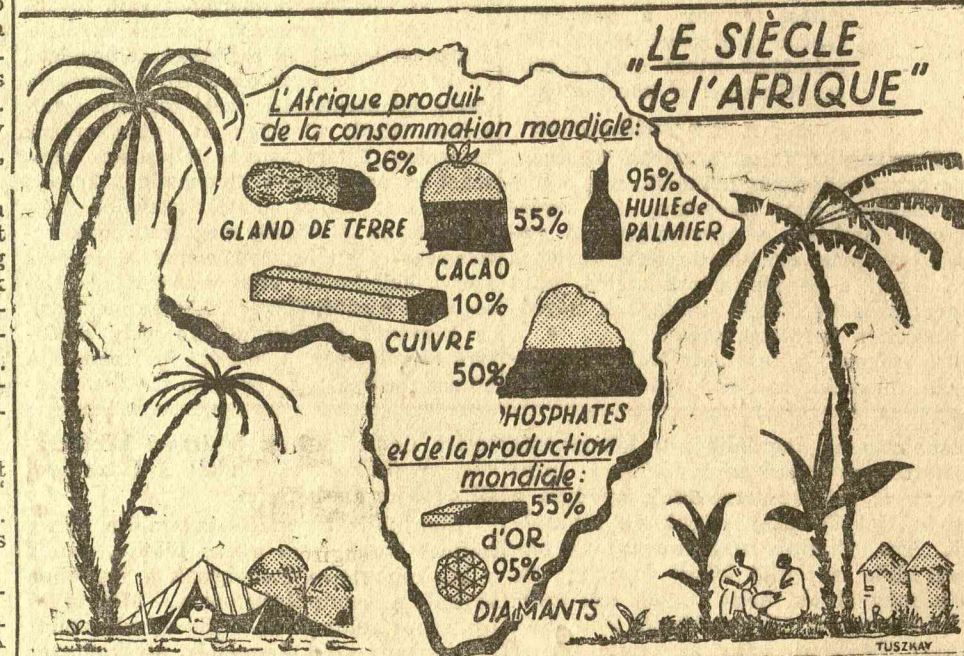 „LE SIÈCLE
de l'AFRIQUE"
L'Afrique produit
de la consommation mondiale:
26%
GLAND DE TERRE
55%
CACAO
95%
HUILE de
PALMIER
10%
CUIVRE
50%
PHOSPHATES
et de la production
mondiale:
55%
d'OR
95%
DIAMANTS
TUSZKAY